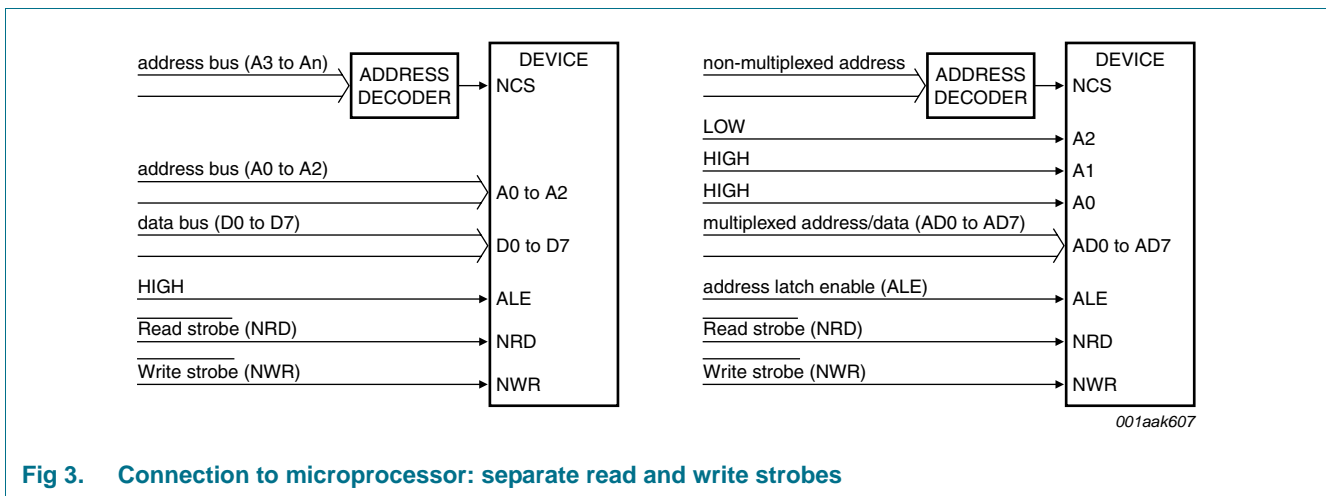 address bus (A3 to An)
ADDRESS
DECODER
DEVICE
NCS
address bus (A0 to A2)
A0 to A2
data bus (D0 to D7)
D0 to D7
HIGH
ALE
Read strobe (NRD)
NRD
Write strobe (NWR)
NWR
non-multiplexed address
ADDRESS
DECODER
DEVICE
NCS
LOW
A2
HIGH
A1
HIGH
A0
multiplexed address/data (AD0 to AD7)
AD0 to AD7
address latch enable (ALE)
ALE
Read strobe (NRD)
NRD
Write strobe (NWR)
NWR
001aak607
Fig 3. Connection to microprocessor: separate read and write strobes